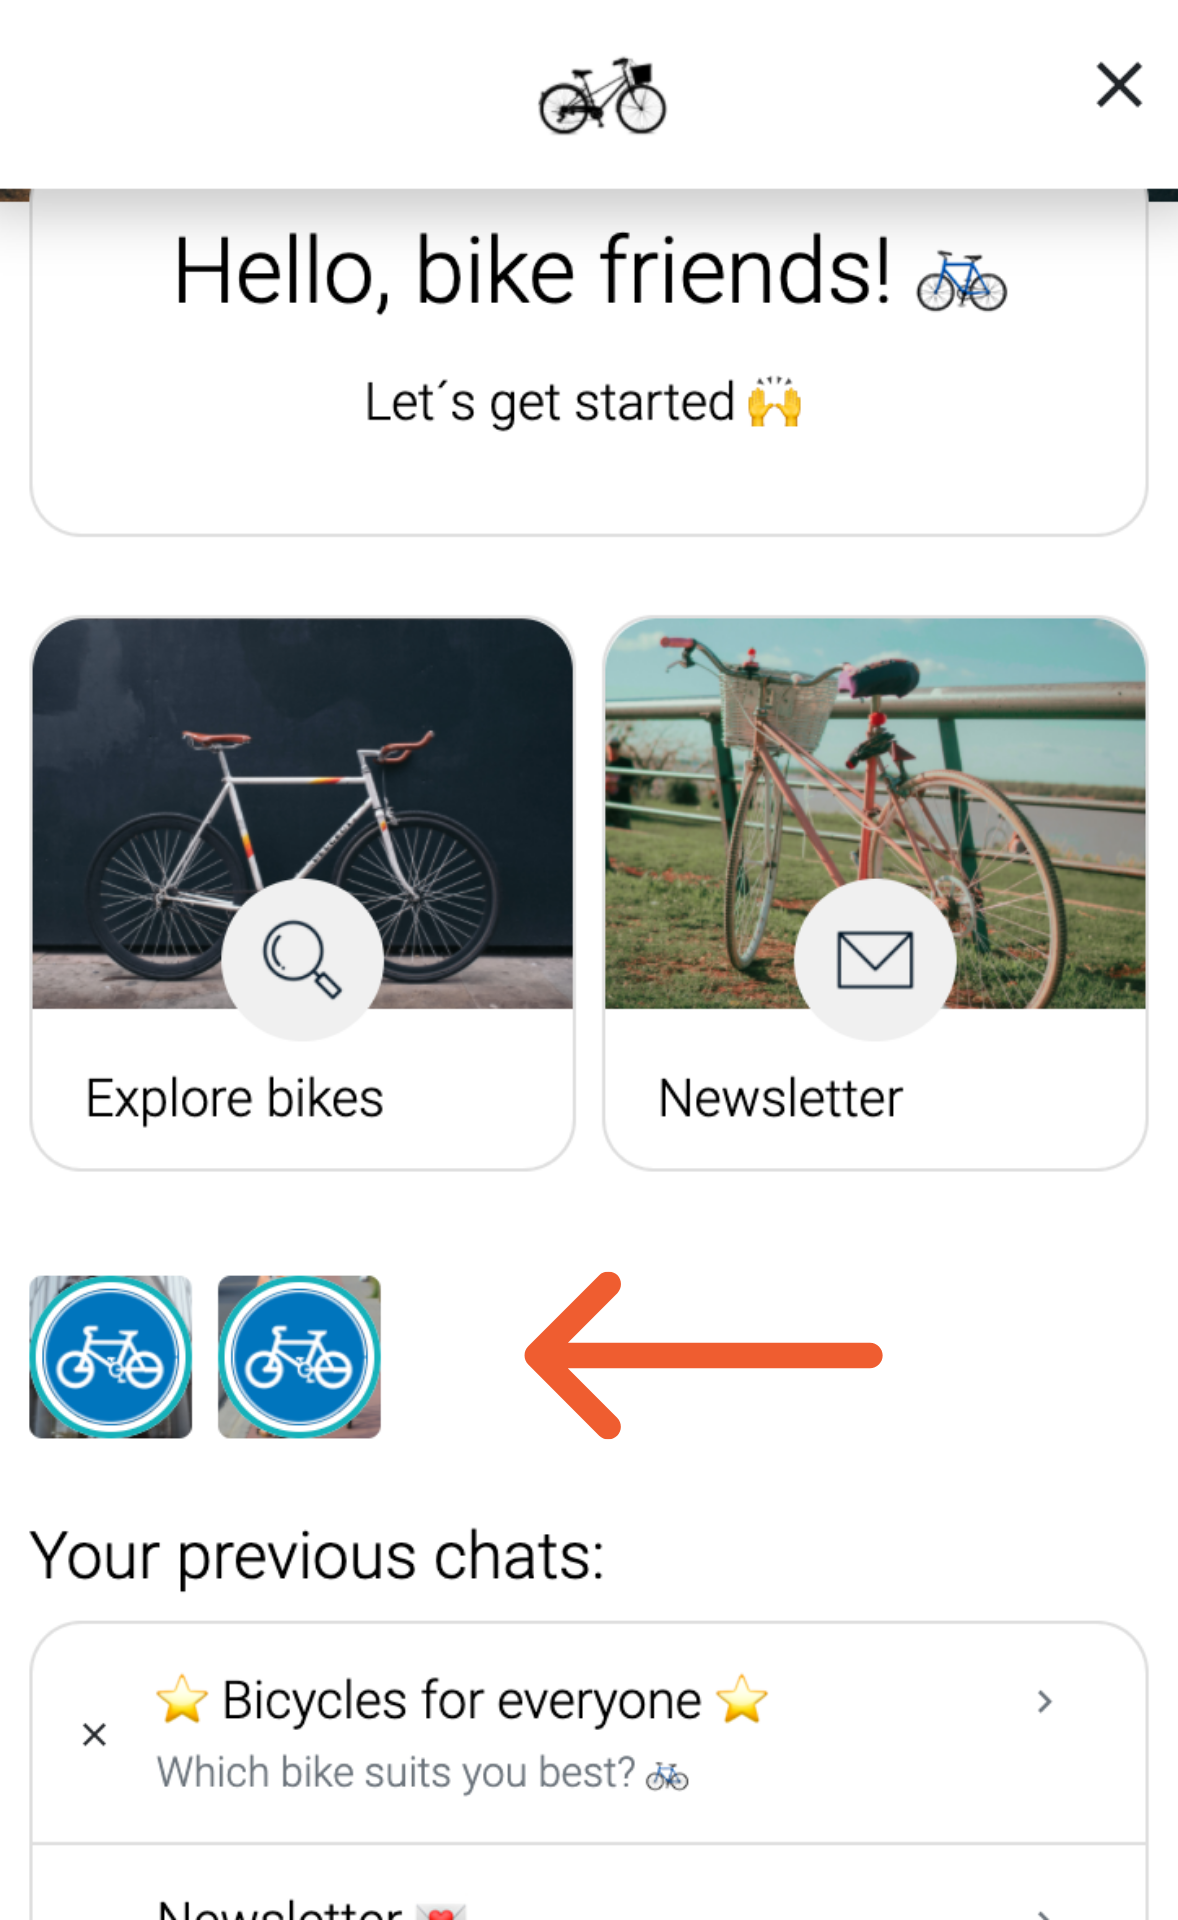 Hello, bike friends! 🚲
Let´s get started 🙌
Explore bikes
Newsletter
Your previous chats:
⭐ Bicycles for everyone ⭐
Which bike suits you best? 🚲
Newsletter 💌